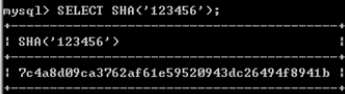 mysql> SELECT SHA('123456');
+------------------------------------------+
| SHA('123456')                            |
+------------------------------------------+
| 7c4a8d09ca3762af61e59520943dc26494f8941b |
+------------------------------------------+